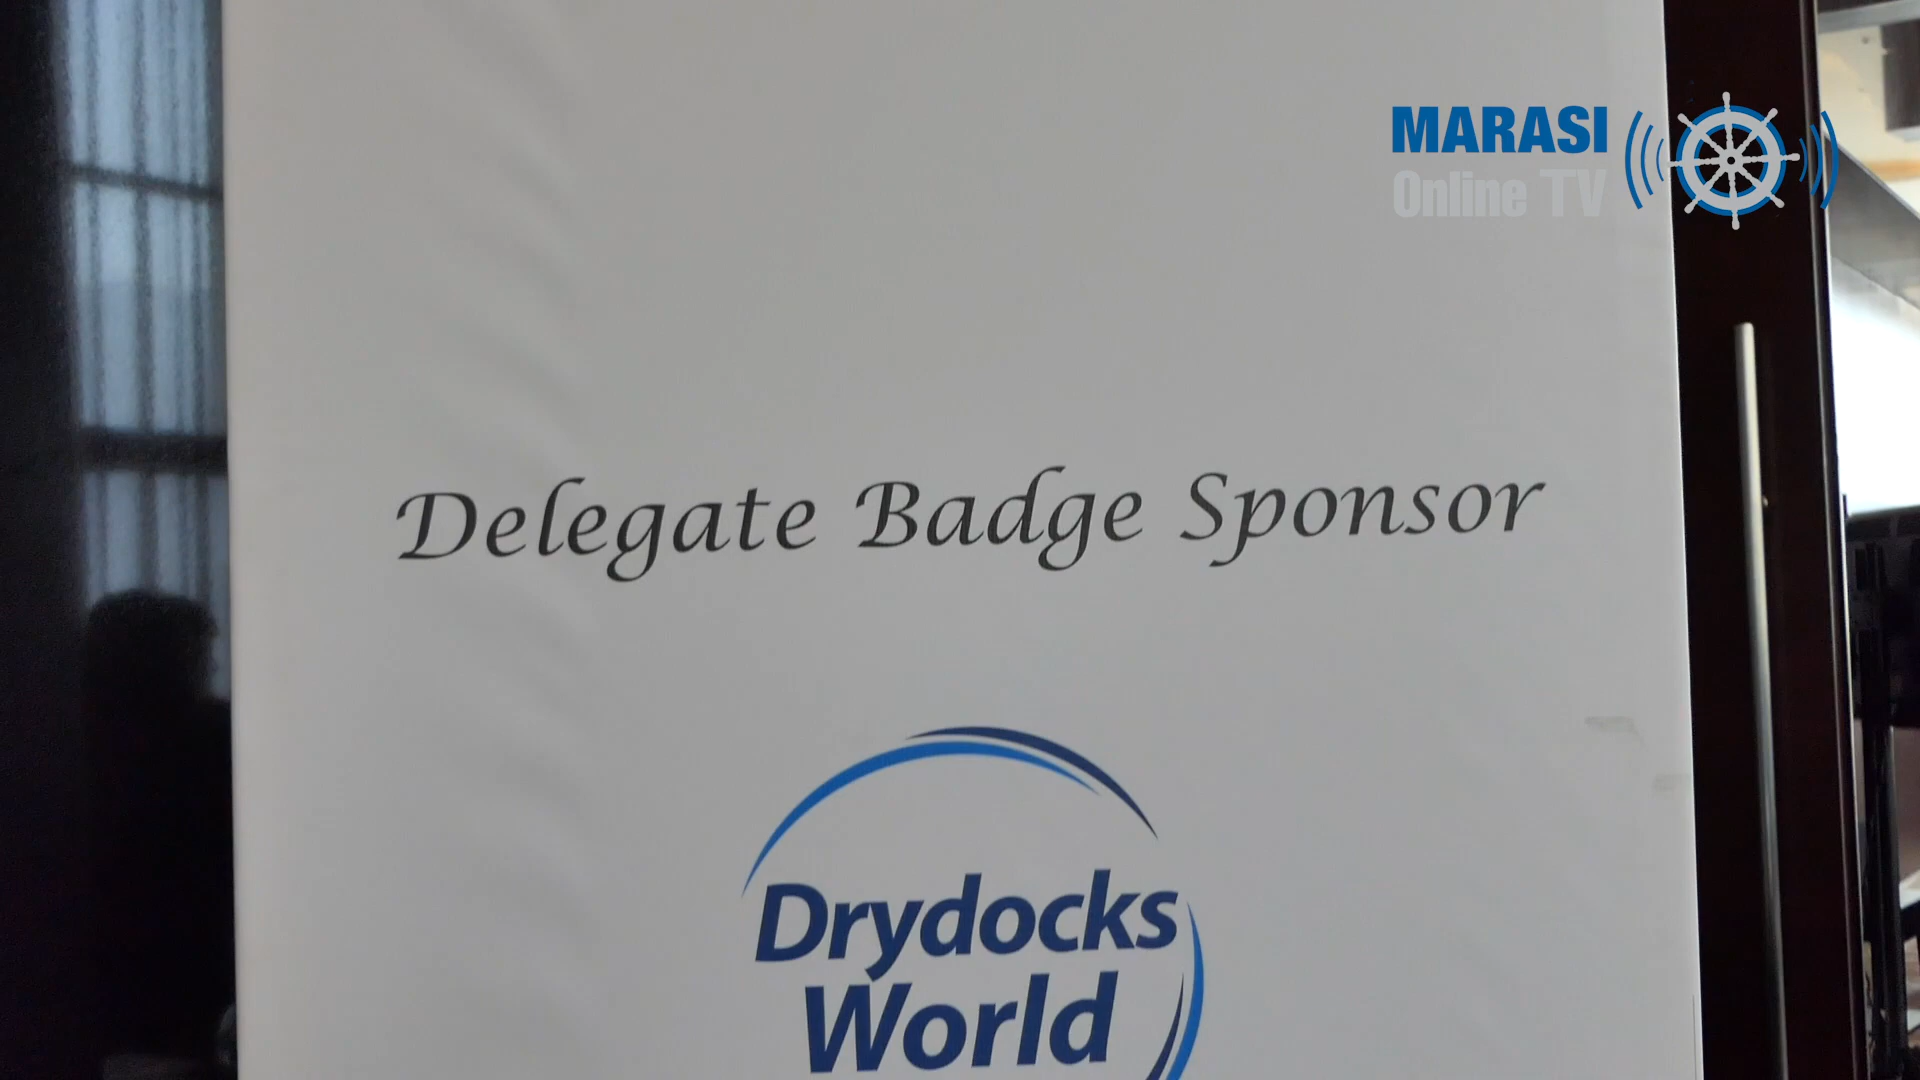 MARASI
Online TV
Delegate Badge Sponsor
Drydocks
World